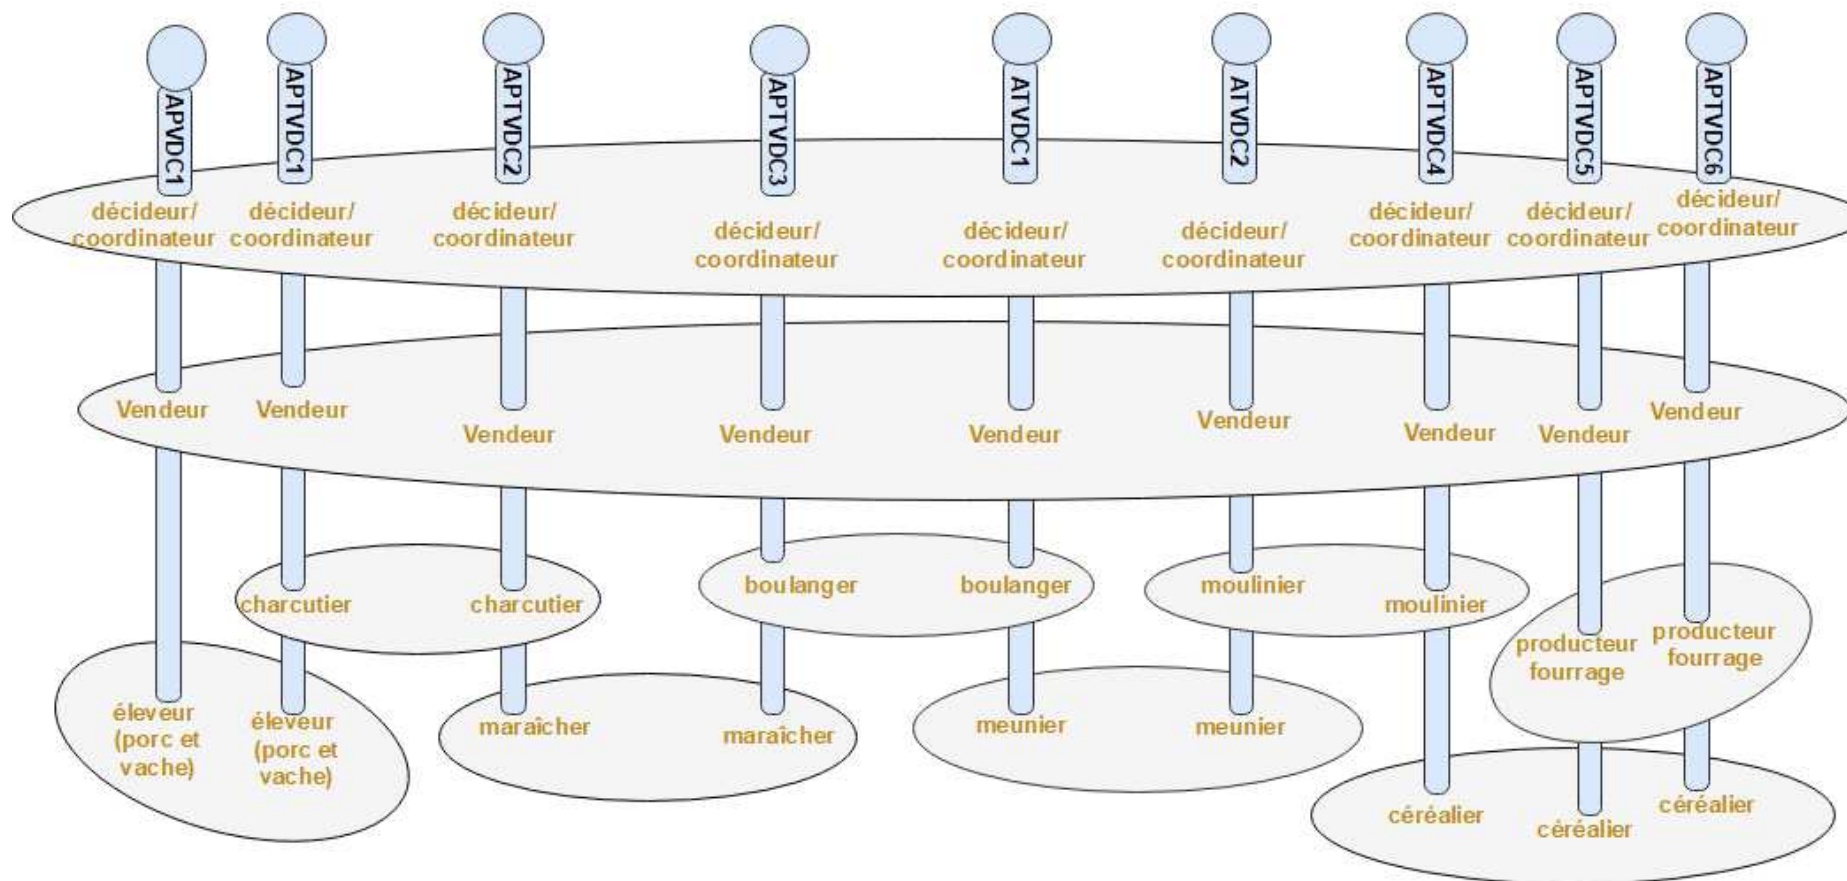 APVDC1
APTVDC1
APTVDC2
APTVDC3
ATVDC1
ATVDC2
APTVDC4
APTVDC5
APTVDC6
décideur/
coordinateur
décideur/
coordinateur
décideur/
coordinateur
décideur/
coordinateur
décideur/
coordinateur
décideur/
coordinateur
décideur/
coordinateur
décideur/
coordinateur
décideur/
coordinateur
Vendeur
Vendeur
Vendeur
Vendeur
Vendeur
Vendeur
Vendeur
Vendeur
Vendeur
charcutier
charcutier
boulanger
boulanger
moulinier
moulinier
producteur
fourrage
producteur
fourrage
éleveur
(porc et
vache)
éleveur
(porc et
vache)
maraîcher
maraîcher
meunier
meunier
céréalier
céréalier
céréalier